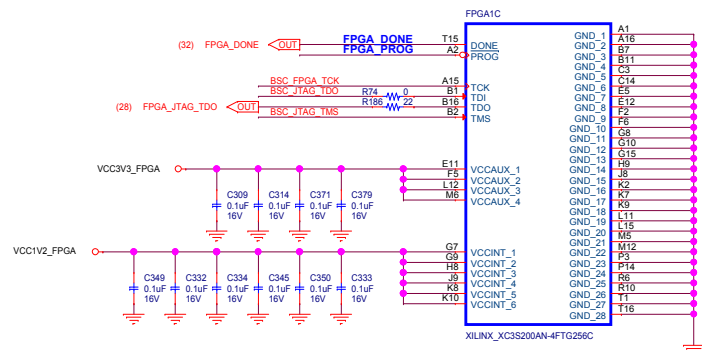 FPGA1C
(32) FPGA_DONE OUT FPGA_DONE T15 DONE
FPGA_PROG A2 PROG
BSC_FPGA_TCK A15 TCK
BSC_JTAG_TDO R74 0 B1 TDI
(28) FPGA_JTAG_TDO OUT R186 22 B16 TDO
BSC_JTAG_TMS B2 TMS
VCC3V3_FPGA
E11 VCCAUX_1
F5 VCCAUX_2
L12 VCCAUX_3
M6 VCCAUX_4
C309 C314 C371 C379
0.1uF 0.1uF 0.1uF 0.1uF
16V 16V 16V 16V
VCC1V2_FPGA
G7 VCCINT_1
G9 VCCINT_2
H8 VCCINT_3
J9 VCCINT_4
K8 VCCINT_5
K10 VCCINT_6
C349 C332 C334 C345 C350 C333
0.1uF 0.1uF 0.1uF 0.1uF 0.1uF 0.1uF
16V 16V 16V 16V 16V 16V
GND_1 A1
GND_2 A16
GND_3 B7
GND_4 B11
GND_5 C3
GND_6 C14
GND_7 E5
GND_8 E12
GND_9 F2
GND_10 F6
GND_11 G8
GND_12 G10
GND_13 G15
GND_14 H9
GND_15 J8
GND_16 K2
GND_17 K7
GND_18 K9
GND_19 L11
GND_20 L15
GND_21 M5
GND_22 M12
GND_23 P3
GND_24 P14
GND_25 R6
GND_26 R10
GND_27 T1
GND_28 T16
XILINX_XC3S200AN-4FTG256C